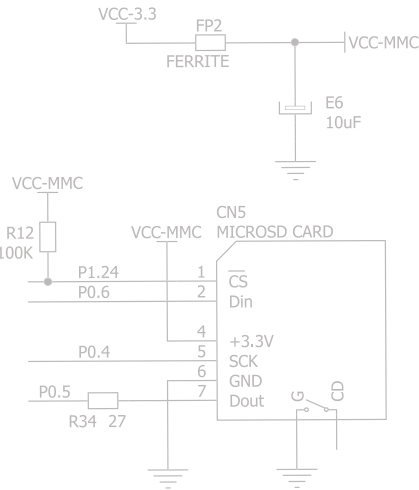 VCC-3.3
FP2
VCC-MMC
FERRITE
E6
10uF
VCC-MMC
CN5
R12
VCC-MMC
MICROSD CARD
100K
P1.24
1
CS
P0.6
2
Din
4
+3.3V
P0.4
5
SCK
6
GND
P0.5
7
Dout
G
CD
R34 27